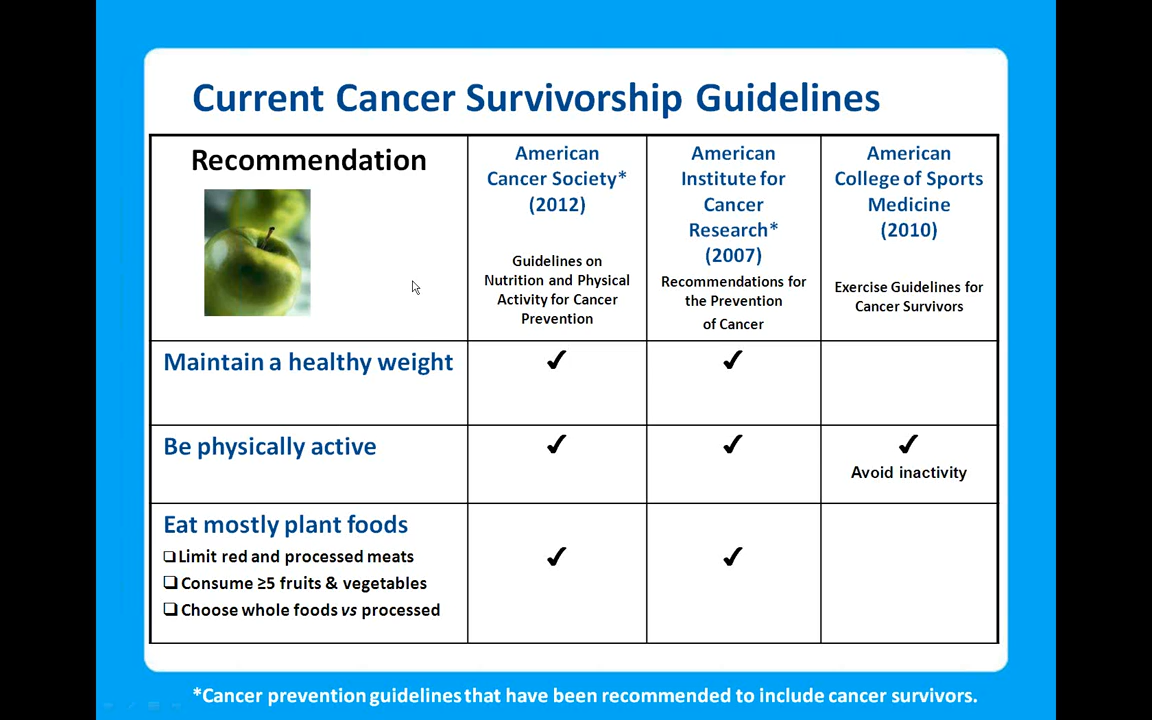 Current Cancer Survivorship Guidelines
Recommendation
American
Cancer Society*
(2012)
Guidelines on
Nutrition and Physical
Activity for Cancer
Prevention
American
Institute for
Cancer
Research*
(2007)
Recommendations for
the Prevention
of Cancer
American
College of Sports
Medicine
(2010)
Exercise Guidelines for
Cancer Survivors
Maintain a healthy weight
✓
✓
Be physically active
✓
✓
✓
Avoid inactivity
Eat mostly plant foods
❑ Limit red and processed meats
❑ Consume ≥5 fruits & vegetables
❑ Choose whole foods vs processed
✓
✓
*Cancer prevention guidelines that have been recommended to include cancer survivors.